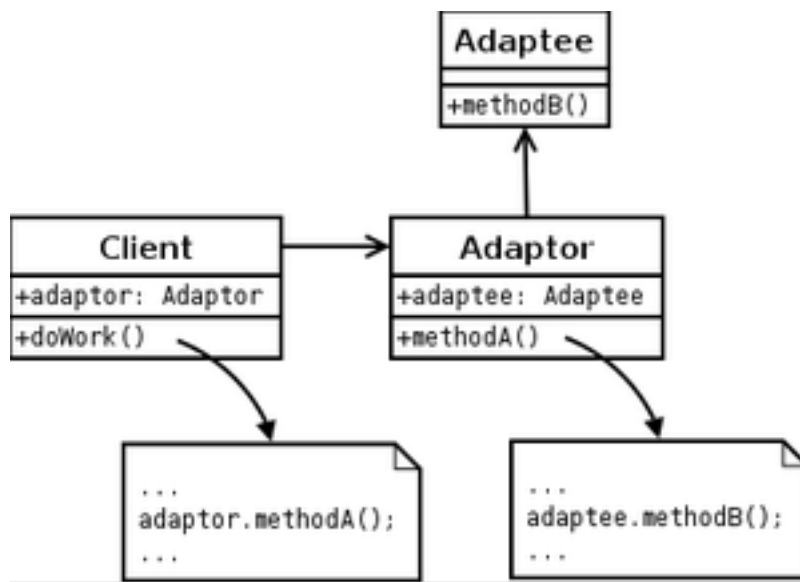 Adaptee
+methodB()
Client
+adaptor: Adaptor
+doWork()
Adaptor
+adaptee: Adaptee
+methodA()
...
adaptor.methodA();
...
...
adaptee.methodB();
...